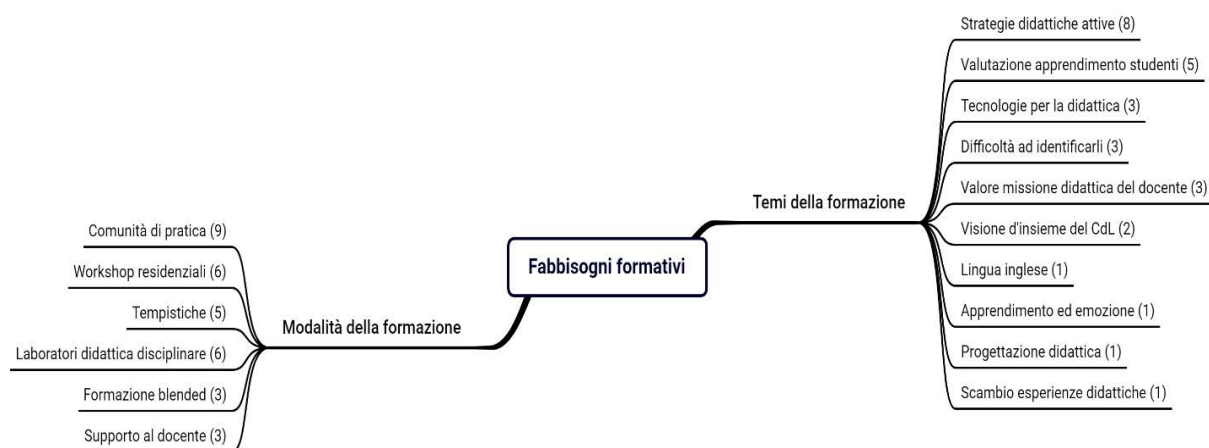 Strategie didattiche attive (8)
Valutazione apprendimento studenti (5)
Tecnologie per la didattica (3)
Difficoltà ad identificarli (3)
Valore missione didattica del docente (3)
Temi della formazione
Visione d'insieme del CdL (2)
Lingua inglese (1)
Apprendimento ed emozione (1)
Progettazione didattica (1)
Scambio esperienze didattiche (1)
Fabbisogni formativi
Comunità di pratica (9)
Workshop residenziali (6)
Tempistiche (5)
Modalità della formazione
Laboratori didattica disciplinare (6)
Formazione blended (3)
Supporto al docente (3)